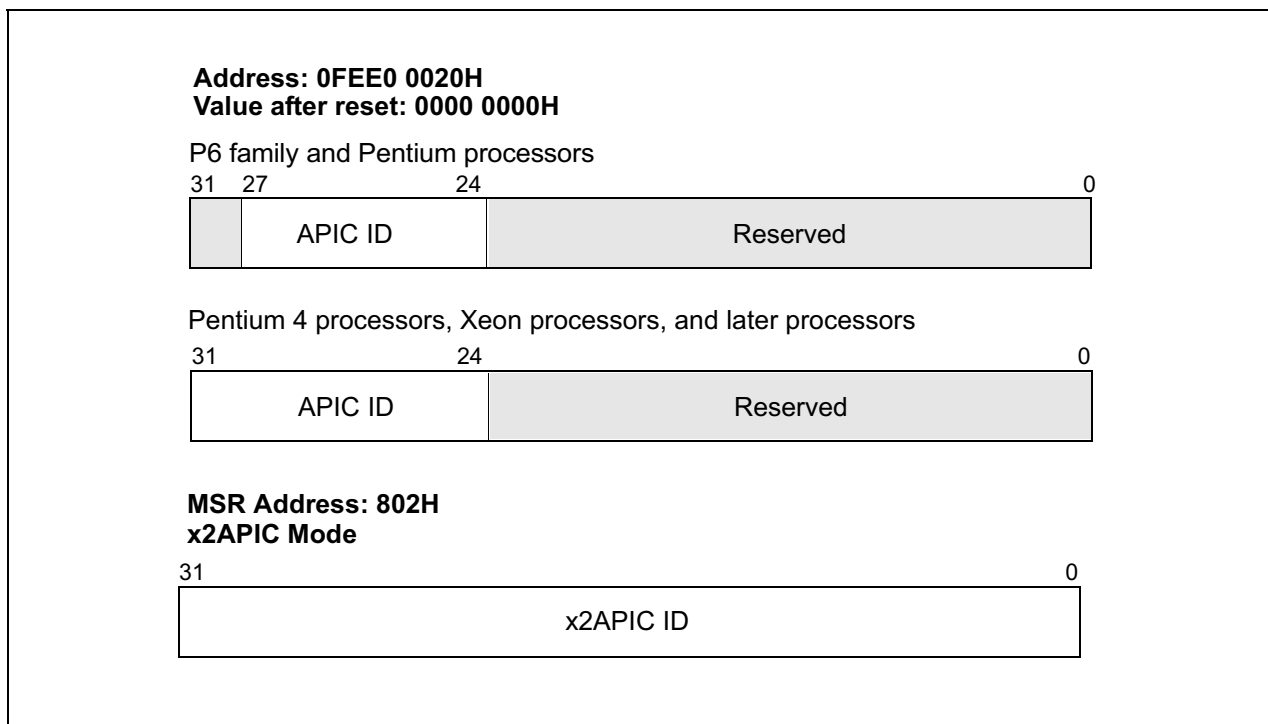 Address: 0FEE0 0020H
Value after reset: 0000 0000H
P6 family and Pentium processors
31 27 24 0
APIC ID Reserved
Pentium 4 processors, Xeon processors, and later processors
31 24 0
APIC ID Reserved
MSR Address: 802H
x2APIC Mode
31 0
x2APIC ID